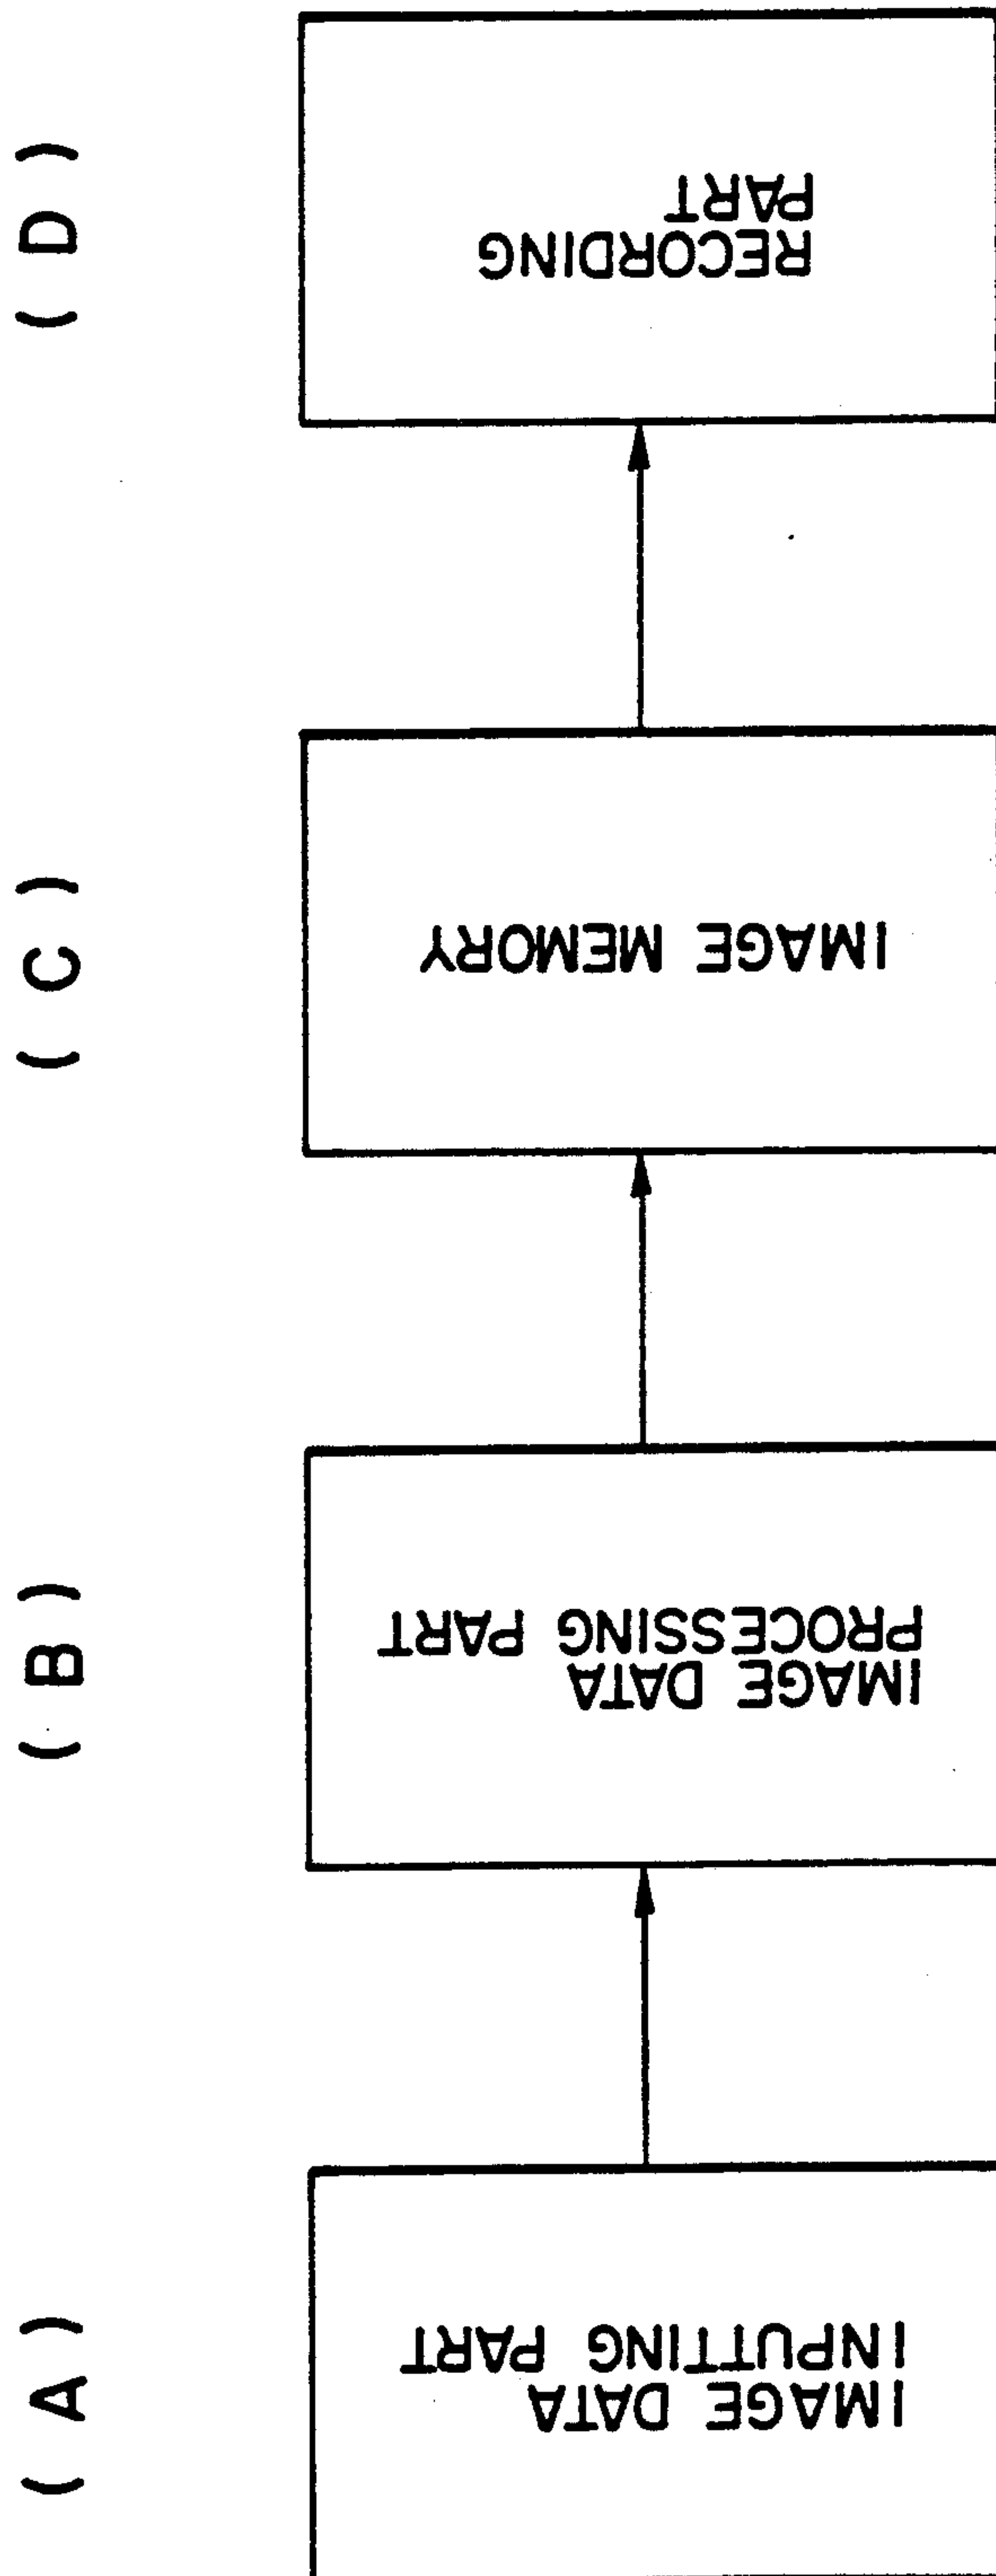 ( A )
IMAGE DATA
INPUTTING PART
( B )
IMAGE DATA
PROCESSING PART
( C )
IMAGE MEMORY
( D )
RECORDING
PART